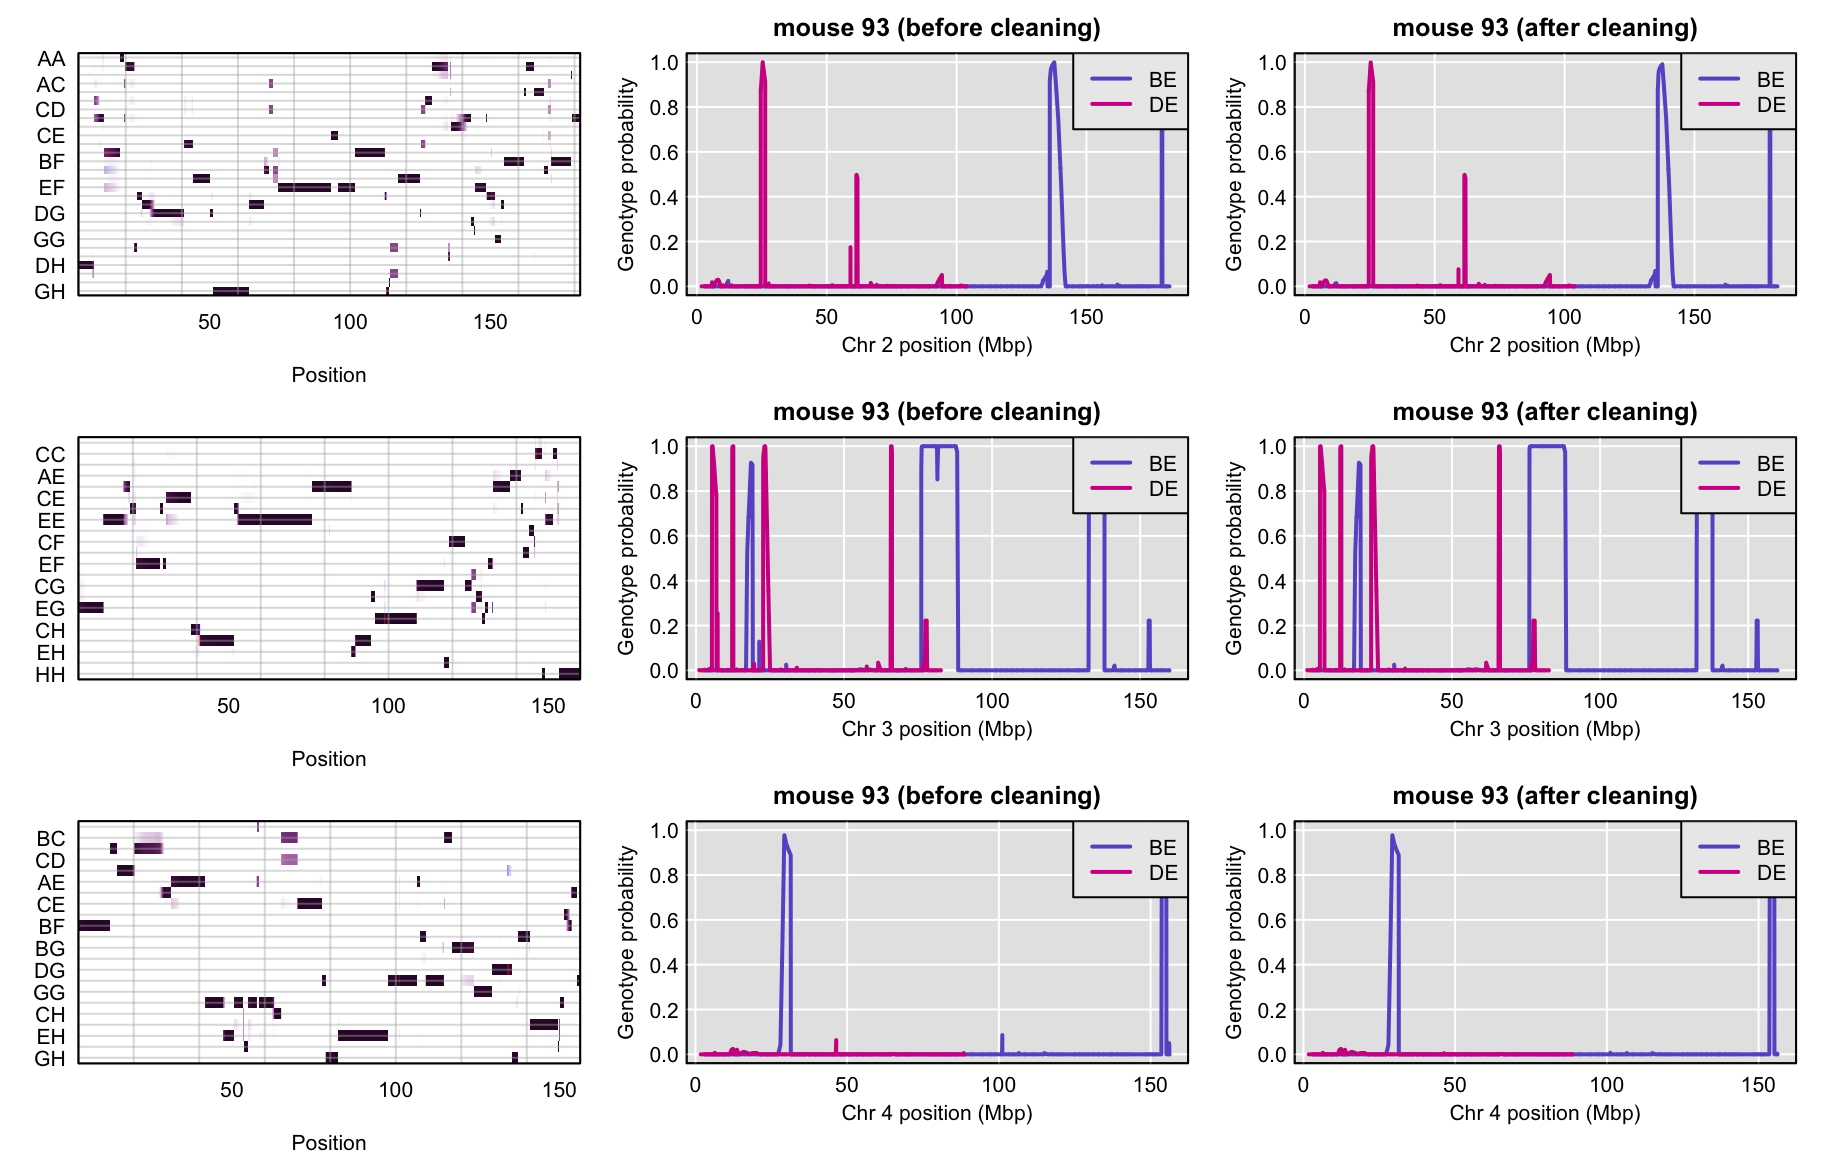 AA
AC
CD
CE
BF
EF
DG
GG
DH
GH
50 100 150
Position
mouse 93 (before cleaning)
Genotype probability
1.0
0.8
0.6
0.4
0.2
0.0
BE
DE
0 50 100 150
Chr 2 position (Mbp)
mouse 93 (after cleaning)
Genotype probability
1.0
0.8
0.6
0.4
0.2
0.0
BE
DE
0 50 100 150
Chr 2 position (Mbp)
CC
AE
CE
EE
CF
EF
CG
EG
CH
EH
HH
50 100 150
Position
mouse 93 (before cleaning)
Genotype probability
1.0
0.8
0.6
0.4
0.2
0.0
BE
DE
0 50 100 150
Chr 3 position (Mbp)
mouse 93 (after cleaning)
Genotype probability
1.0
0.8
0.6
0.4
0.2
0.0
BE
DE
0 50 100 150
Chr 3 position (Mbp)
BC
CD
AE
CE
BF
BG
DG
GG
CH
EH
GH
50 100 150
Position
mouse 93 (before cleaning)
Genotype probability
1.0
0.8
0.6
0.4
0.2
0.0
BE
DE
0 50 100 150
Chr 4 position (Mbp)
mouse 93 (after cleaning)
Genotype probability
1.0
0.8
0.6
0.4
0.2
0.0
BE
DE
0 50 100 150
Chr 4 position (Mbp)